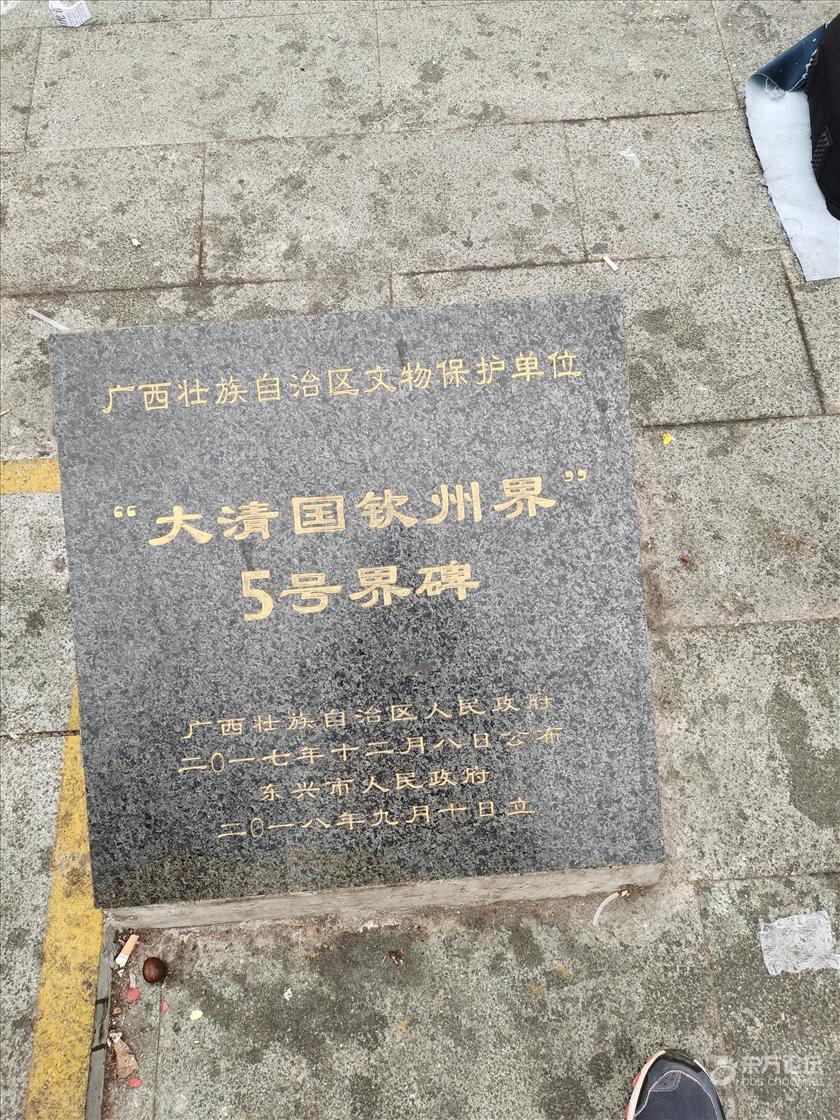 广西壮族自治区文物保护单位
“大清国钦州界”
5号界碑
广西壮族自治区人民政府
二〇一七年十二月八日公布
东兴市人民政府
二〇一八年九月十日立
bbs.choo.net